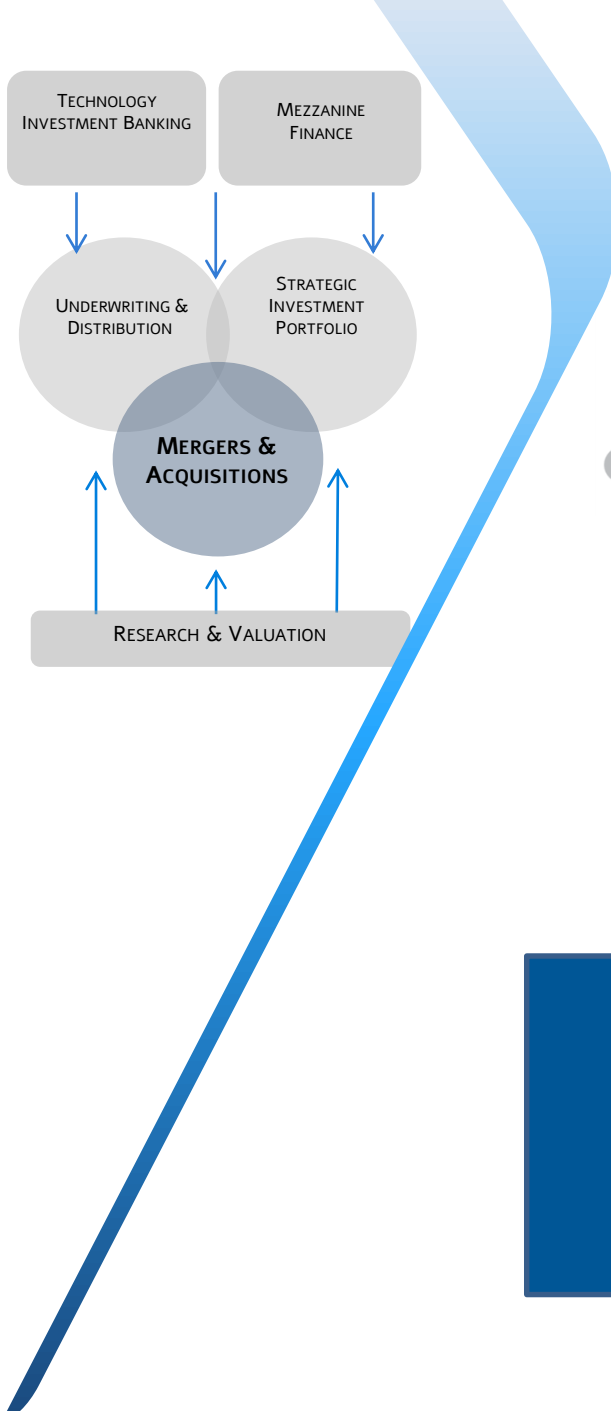 Technology
Investment Banking
Mezzanine
Finance
Underwriting &
Distribution
Strategic
Investment
Portfolio
Mergers &
Acquisitions
Research & Valuation